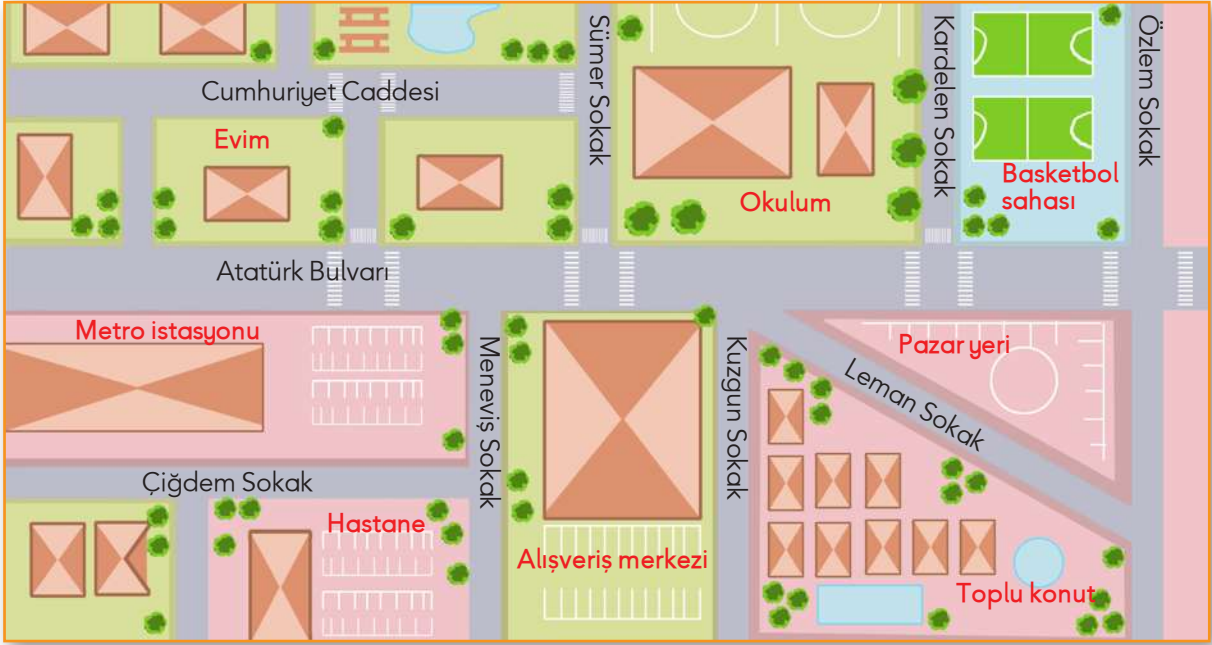 Sümer Sokak
Kardelen Sokak
Özlem Sokak
Cumhuriyet Caddesi
Evim
Okulum
Basketbol
sahası
Atatürk Bulvarı
Metro istasyonu
Meneviş Sokak
Kuzgun Sokak
Pazar yeri
Leman Sokak
Çiğdem Sokak
Hastane
Alışveriş merkezi
Toplu konut